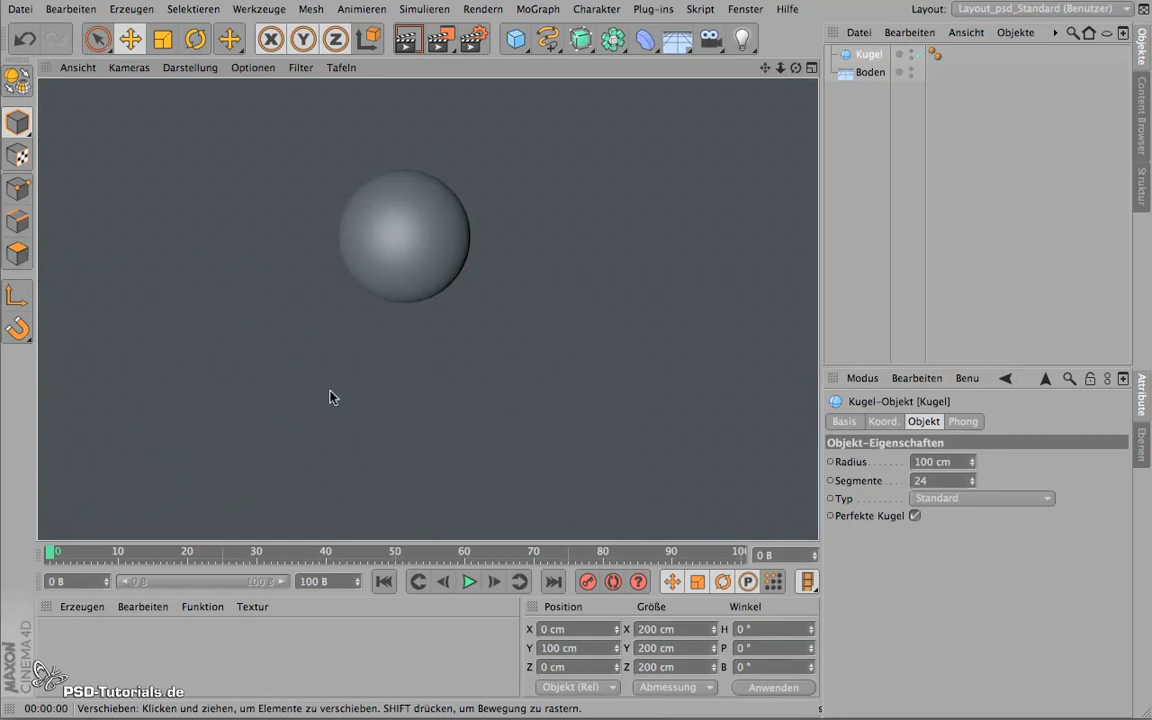 Datei Bearbeiten Erzeugen Selektieren Werkzeuge Mesh Animieren Simulieren Rendern MoGraph Charakter Plug-ins Skript Fenster Hilfe Layout: Layout_psd_Standard (Benutzer)
X Y Z
Datei Bearbeiten Ansicht Objekte
Kugel
Boden
Objekte
Content Browser
Struktur
Ansicht Kameras Darstellung Optionen Filter Tafeln
Modus Bearbeiten Benu
Kugel-Objekt [Kugel]
Basis Koord. Objekt Phong
Objekt-Eigenschaften
Radius 100 cm
Segmente 24
Typ Standard
Perfekte Kugel
Attribute
Ebenen
0 10 20 30 40 50 60 70 80 90 10 0 B
0 B 0 B 100 B 100 B P
Erzeugen Bearbeiten Funktion Textur
Position Größe Winkel
X 0 cm X 200 cm H 0 °
Y 100 cm Y 200 cm P 0 °
Z 0 cm Z 200 cm B 0 °
Objekt (Rel) Abmessung Anwenden
MAXON
CINEMA 4D
PSD-Tutorials.de
00:00:00 Verschieben: Klicken und ziehen, um Elemente zu verschieben. SHIFT drücken, um Bewegung zu rastern.